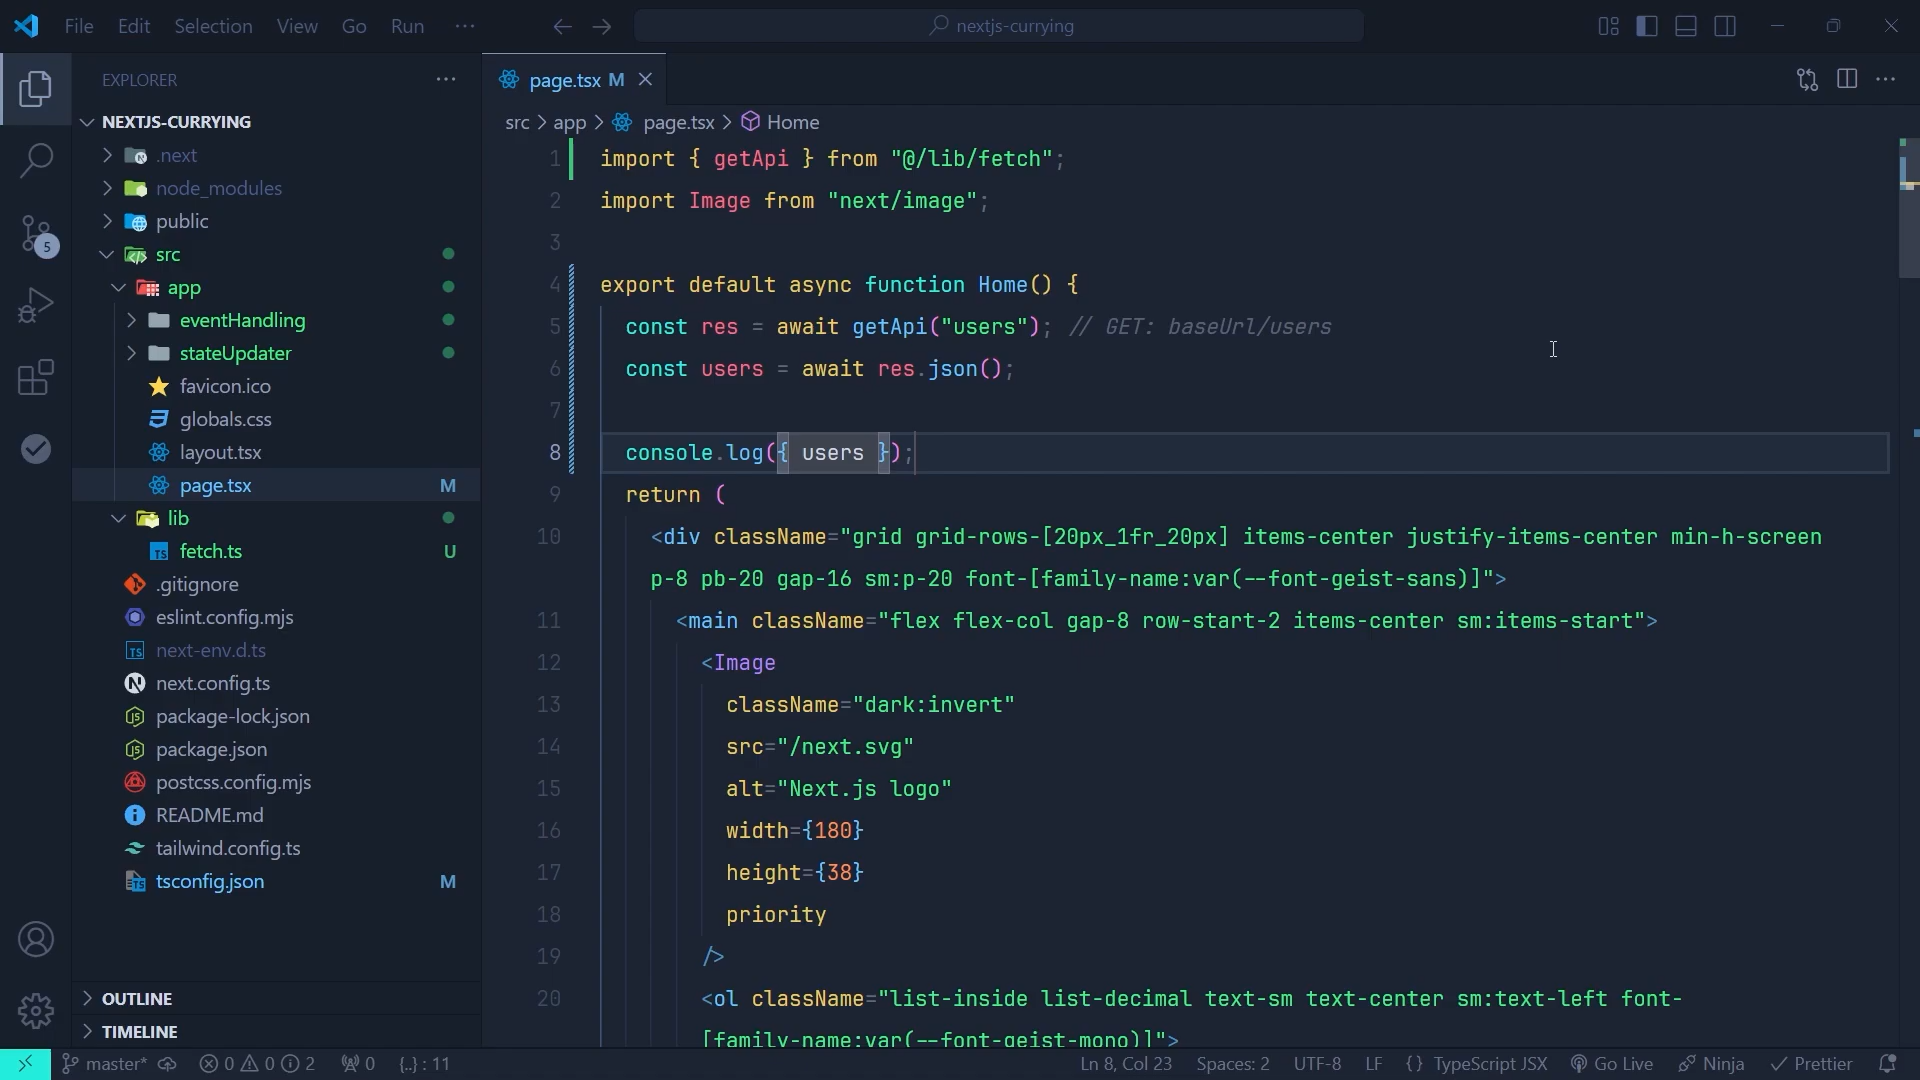 File Edit Selection View Go Run ··· nextjs-currying
EXPLORER ···
NEXTJS-CURRYING
.next
node_modules
public
src
app
eventHandling
stateUpdater
favicon.ico
globals.css
layout.tsx
page.tsx M
lib
TS fetch.ts U
.gitignore
eslint.config.mjs
TS next-env.d.ts
N next.config.ts
JS package-lock.json
JS package.json
postcss.config.mjs
i README.md
tailwind.config.ts
TS tsconfig.json M
OUTLINE
TIMELINE
5
page.tsx M
src > app > page.tsx > Home
1 import { getApi } from "@/lib/fetch";
2 import Image from "next/image";
3
4 export default async function Home() {
5 const res = await getApi("users"); // GET: baseUrl/users
6 const users = await res.json();
7
8 console.log({ users });
9 return (
10 <div className="grid grid-rows-[20px_1fr_20px] items-center justify-items-center min-h-screen
p-8 pb-20 gap-16 sm:p-20 font-[family-name:var(--font-geist-sans)]">
11 <main className="flex flex-col gap-8 row-start-2 items-center sm:items-start">
12 <Image
13 className="dark:invert"
14 src="/next.svg"
15 alt="Next.js logo"
16 width={180}
17 height={38}
18 priority
19 />
20 <ol className="list-inside list-decimal text-sm text-center sm:text-left font-
[family-name:var(--font-geist-mono)]">
master* 0 0 2 0 {..} : 11 Ln 8, Col 23 Spaces: 2 UTF-8 LF {} TypeScript JSX Go Live Ninja Prettier